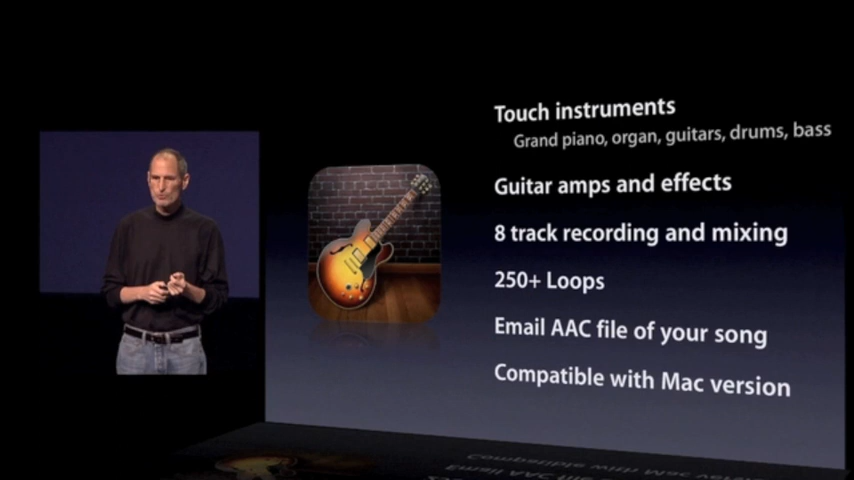 Touch instruments
Grand piano, organ, guitars, drums, bass
Guitar amps and effects
8 track recording and mixing
250+ Loops
Email AAC file of your song
Compatible with Mac version